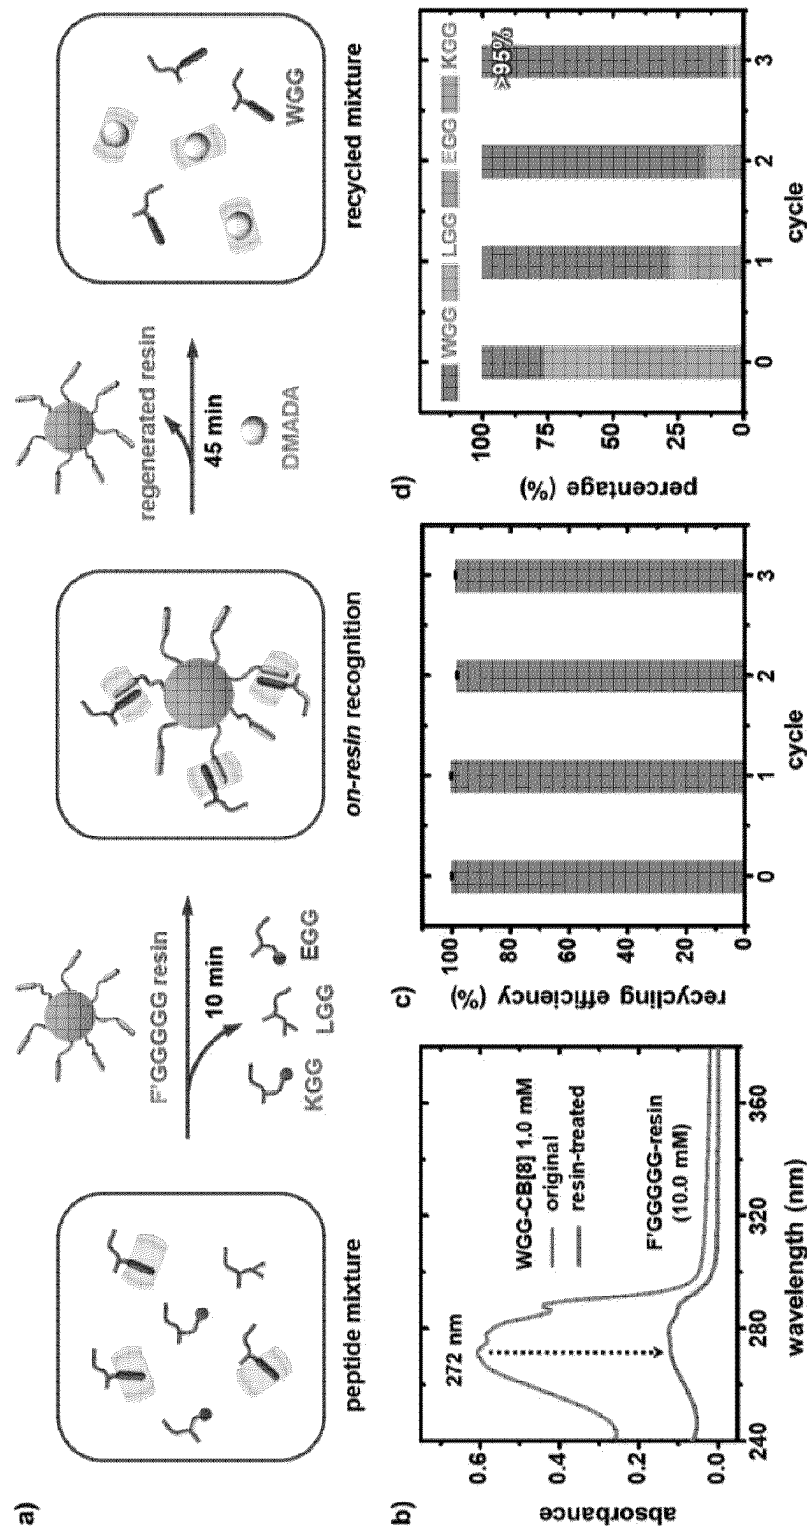 a)
peptide mixture
F'GGGGG resin
10 min
KGG
LGG
EGG
on-resin recognition
regenerated resin
45 min
DMADA
WGG
recycled mixture
b)
absorbance
0.6
0.4
0.2
0.0
272 nm
WGG-CB[8] 1.0 mM
original
resin-treated
F'GGGGG-resin
(10.0 mM)
240
280
320
360
wavelength (nm)
c)
recycling efficiency (%)
100
80
60
40
20
0
0
1
2
3
cycle
d)
percentage (%)
100
75
50
25
0
WGG
LGG
EGG
KGG
>95%
0
1
2
3
cycle